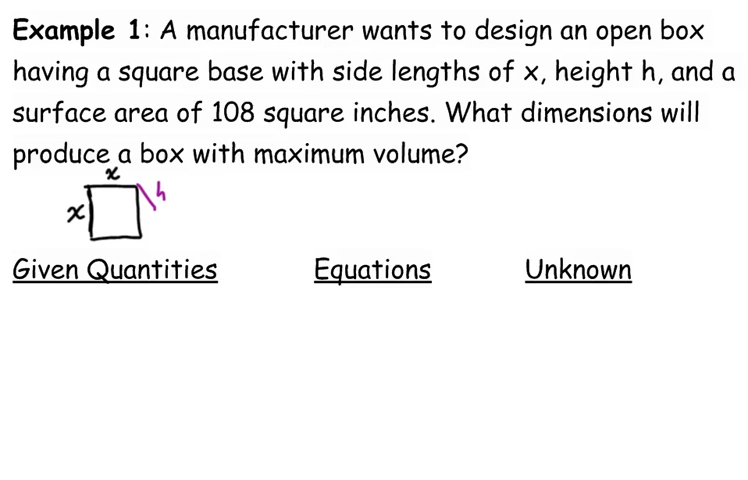 Example 1: A manufacturer wants to design an open box
having a square base with side lengths of x, height h, and a
surface area of 108 square inches. What dimensions will
produce a box with maximum volume?
x
h
x
Given Quantities Equations Unknown